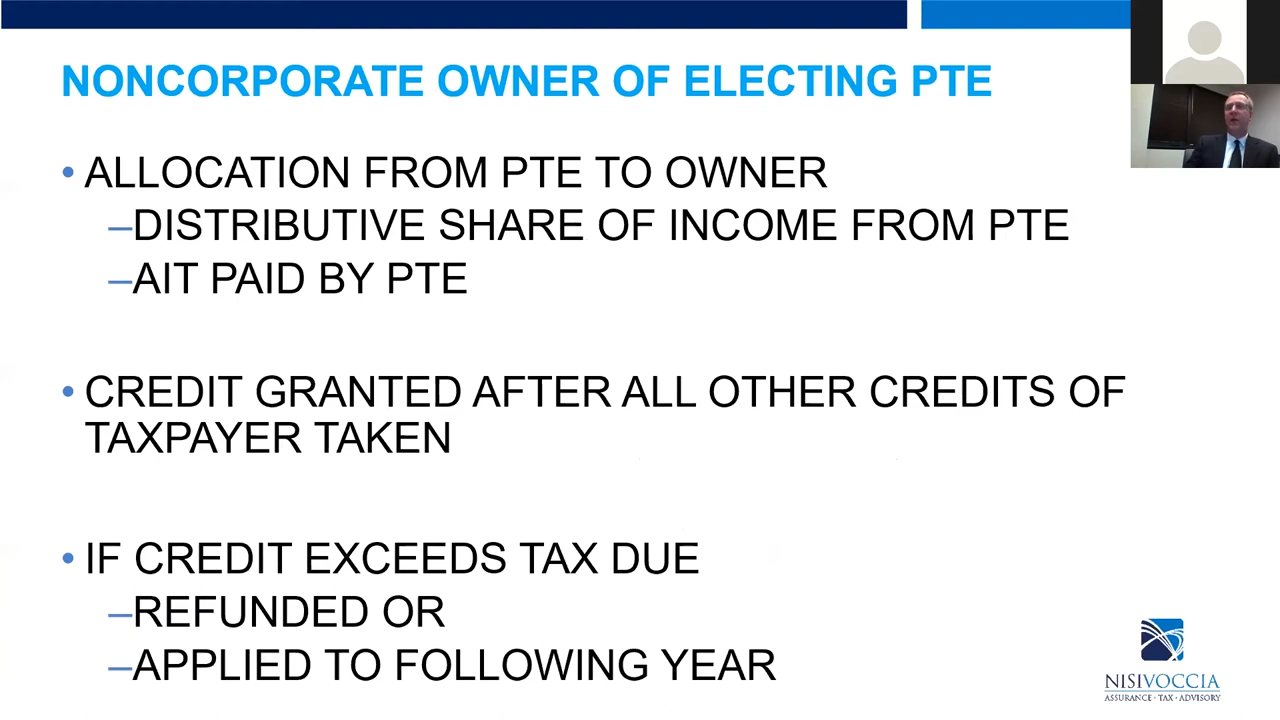 NONCORPORATE OWNER OF ELECTING PTE
• ALLOCATION FROM PTE TO OWNER
–DISTRIBUTIVE SHARE OF INCOME FROM PTE
–AIT PAID BY PTE
• CREDIT GRANTED AFTER ALL OTHER CREDITS OF
TAXPAYER TAKEN
• IF CREDIT EXCEEDS TAX DUE
–REFUNDED OR
–APPLIED TO FOLLOWING YEAR
NISIVOCCIA
ASSURANCE · TAX · ADVISORY